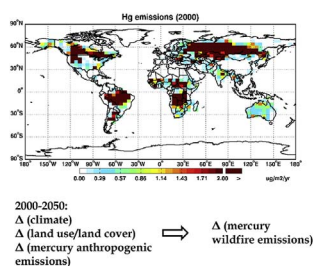 Hg emissions (2000)
90°N
60°N
30°N
0°
30°S
60°S
90°S
180°W 150°W 120°W 90°W 60°W 30°W 0° 30°E 60°E 90°E 120°E 150°E 180°E
0.00 0.29 0.57 0.86 1.14 1.43 1.71 2.00 > ug/m2/yr
2000-2050:
Δ (climate)
Δ (land use/land cover)
Δ (mercury anthropogenic
emissions)
Δ (mercury
wildfire emissions)